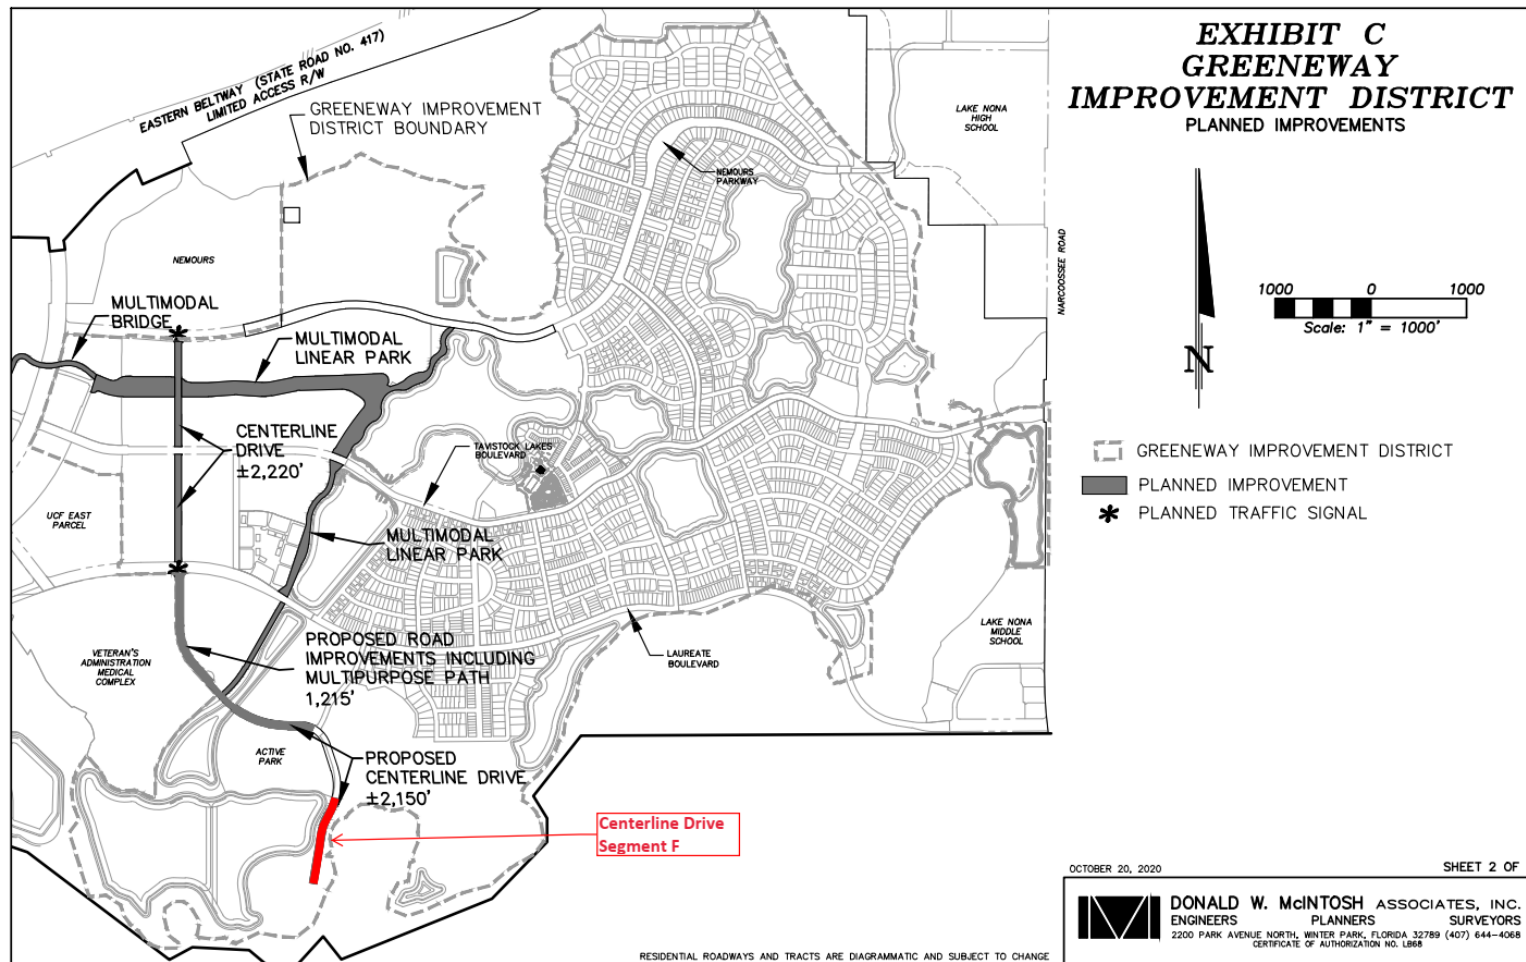 EXHIBIT C
GREENEWAY
IMPROVEMENT DISTRICT
PLANNED IMPROVEMENTS
EASTERN BELTWAY (STATE ROAD NO. 417)
LIMITED ACCESS R/W
GREENEWAY IMPROVEMENT
DISTRICT BOUNDARY
LAKE NONA
HIGH
SCHOOL
NEMOURS
PARKWAY
NARCOOSSEE ROAD
NEMOURS
MULTIMODAL
BRIDGE
MULTIMODAL
LINEAR PARK
1000 0 1000
Scale: 1" = 1000'
N
CENTERLINE
DRIVE
±2,220'
TAVISTOCK LAKES
BOULEVARD
GREENEWAY IMPROVEMENT DISTRICT
PLANNED IMPROVEMENT
PLANNED TRAFFIC SIGNAL
UCF EAST
PARCEL
MULTIMODAL
LINEAR PARK
PROPOSED ROAD
IMPROVEMENTS INCLUDING
MULTIPURPOSE PATH
1,215'
VETERAN'S
ADMINISTRATION
MEDICAL
COMPLEX
LAUREATE
BOULEVARD
LAKE NONA
MIDDLE
SCHOOL
ACTIVE
PARK
PROPOSED
CENTERLINE DRIVE
±2,150'
Centerline Drive
Segment F
OCTOBER 20, 2020
SHEET 2 OF
DONALD W. McINTOSH ASSOCIATES, INC.
ENGINEERS PLANNERS SURVEYORS
2200 PARK AVENUE NORTH, WINTER PARK, FLORIDA 32789 (407) 644-4068
CERTIFICATE OF AUTHORIZATION NO. LB68
RESIDENTIAL ROADWAYS AND TRACTS ARE DIAGRAMMATIC AND SUBJECT TO CHANGE